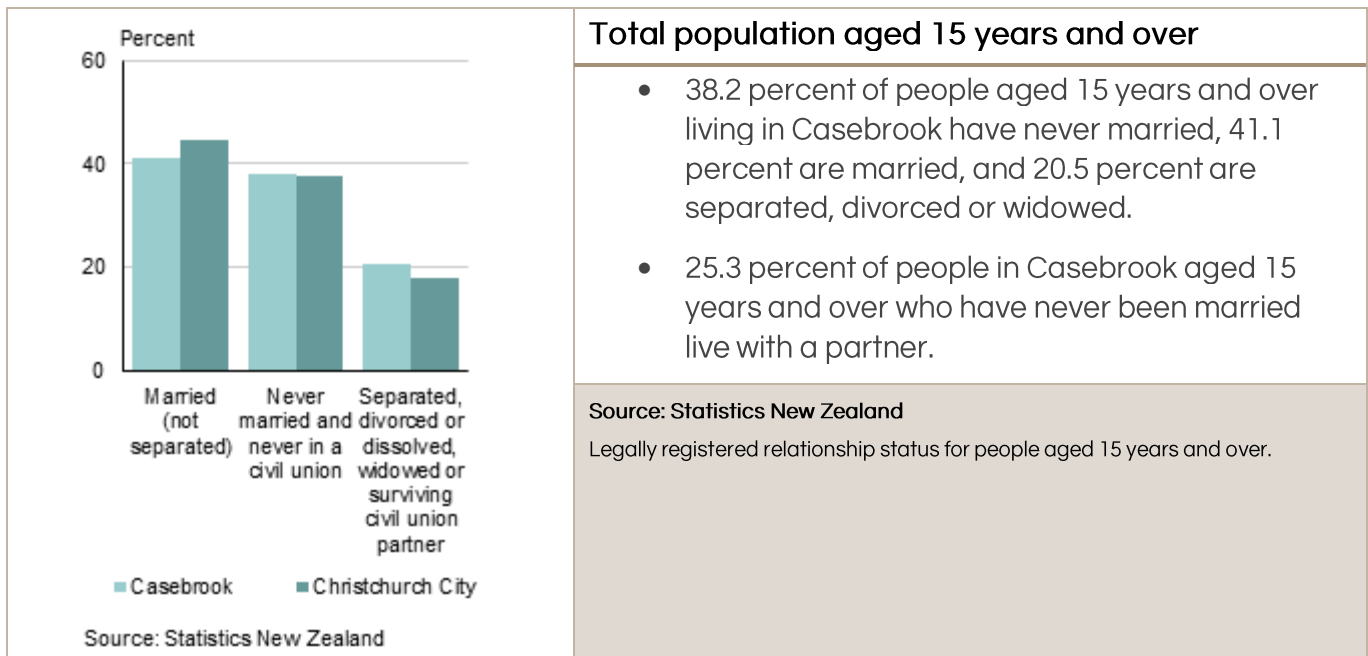 Percent
60
40
20
0
Married
(not
separated)
Never
married and
never in a
civil union
Separated,
divorced or
dissolved,
widowed or
surviving
civil union
partner
Casebrook
Christchurch City
Source: Statistics New Zealand
Total population aged 15 years and over
• 38.2 percent of people aged 15 years and over
living in Casebrook have never married, 41.1
percent are married, and 20.5 percent are
separated, divorced or widowed.
• 25.3 percent of people in Casebrook aged 15
years and over who have never been married
live with a partner.
Source: Statistics New Zealand
Legally registered relationship status for people aged 15 years and over.